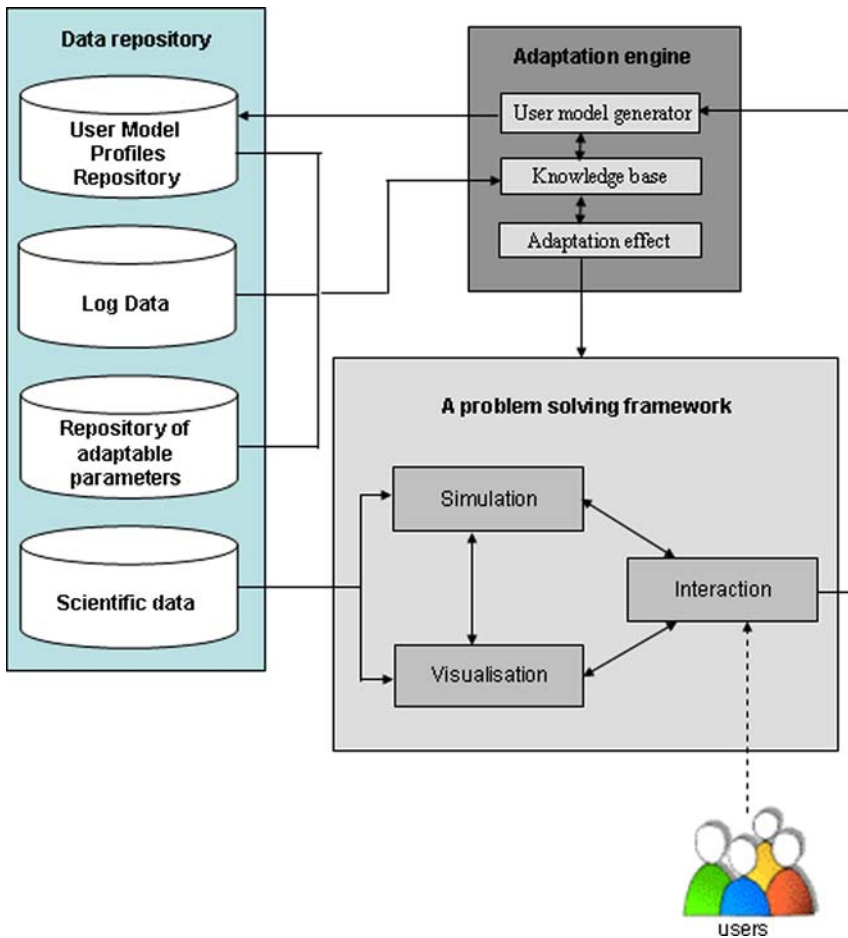 Data repository
User Model
Profiles
Repository
Log Data
Repository of
adaptable
parameters
Scientific data
Adaptation engine
User model generator
Knowledge base
Adaptation effect
A problem solving framework
Simulation
Interaction
Visualisation
users